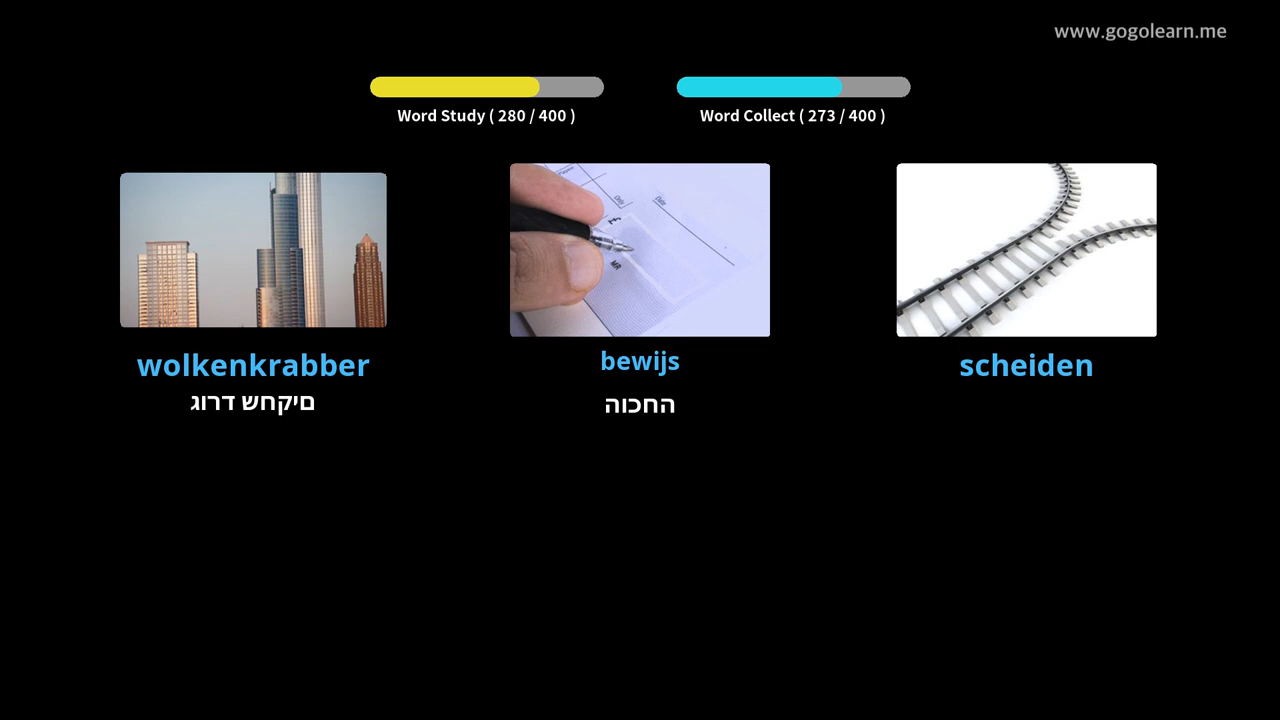 www.gogolearn.me
Word Study ( 280 / 400 )
Word Collect ( 273 / 400 )
wolkenkrabber
גורד שחקים
bewijs
הוכחה
scheiden